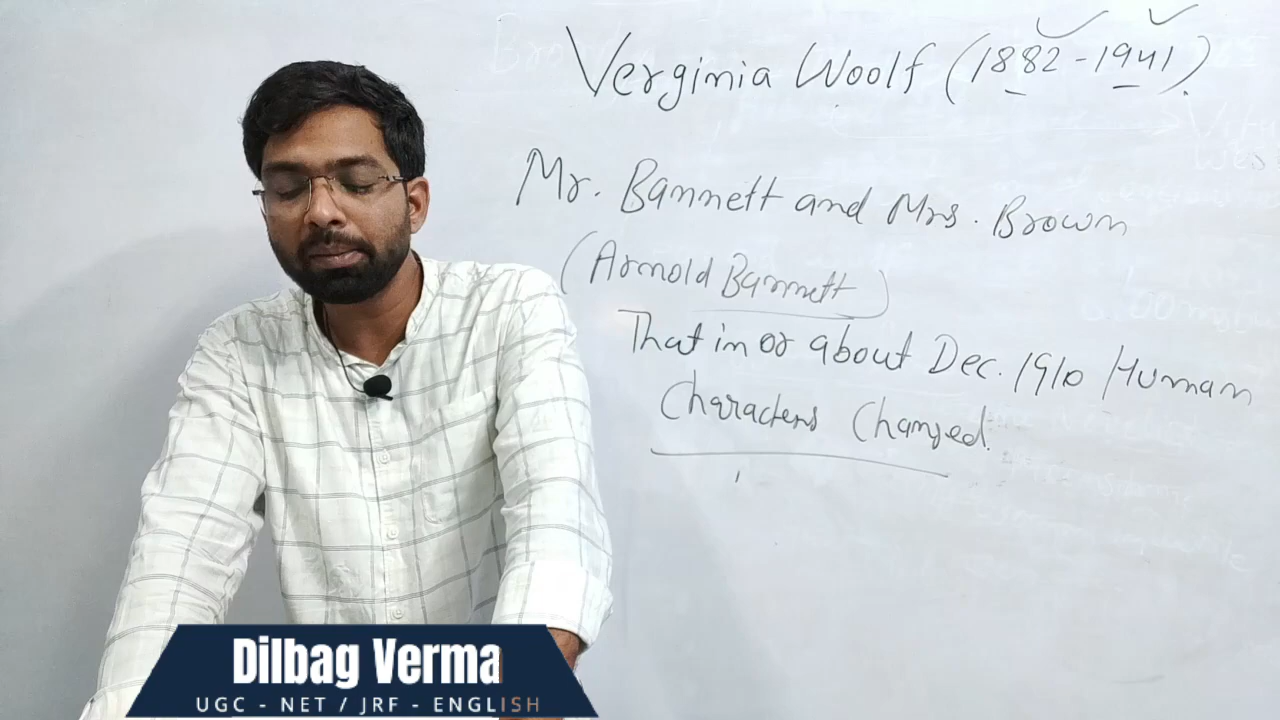 Verginia Woolf (1882-1941).
Mr. Bannett and Mrs. Brown
(Arnold Bannett)
That in or about Dec. 1910 Human
Characters Changed.
Dilbag Verma
UGC - NET / JRF - ENGLISH